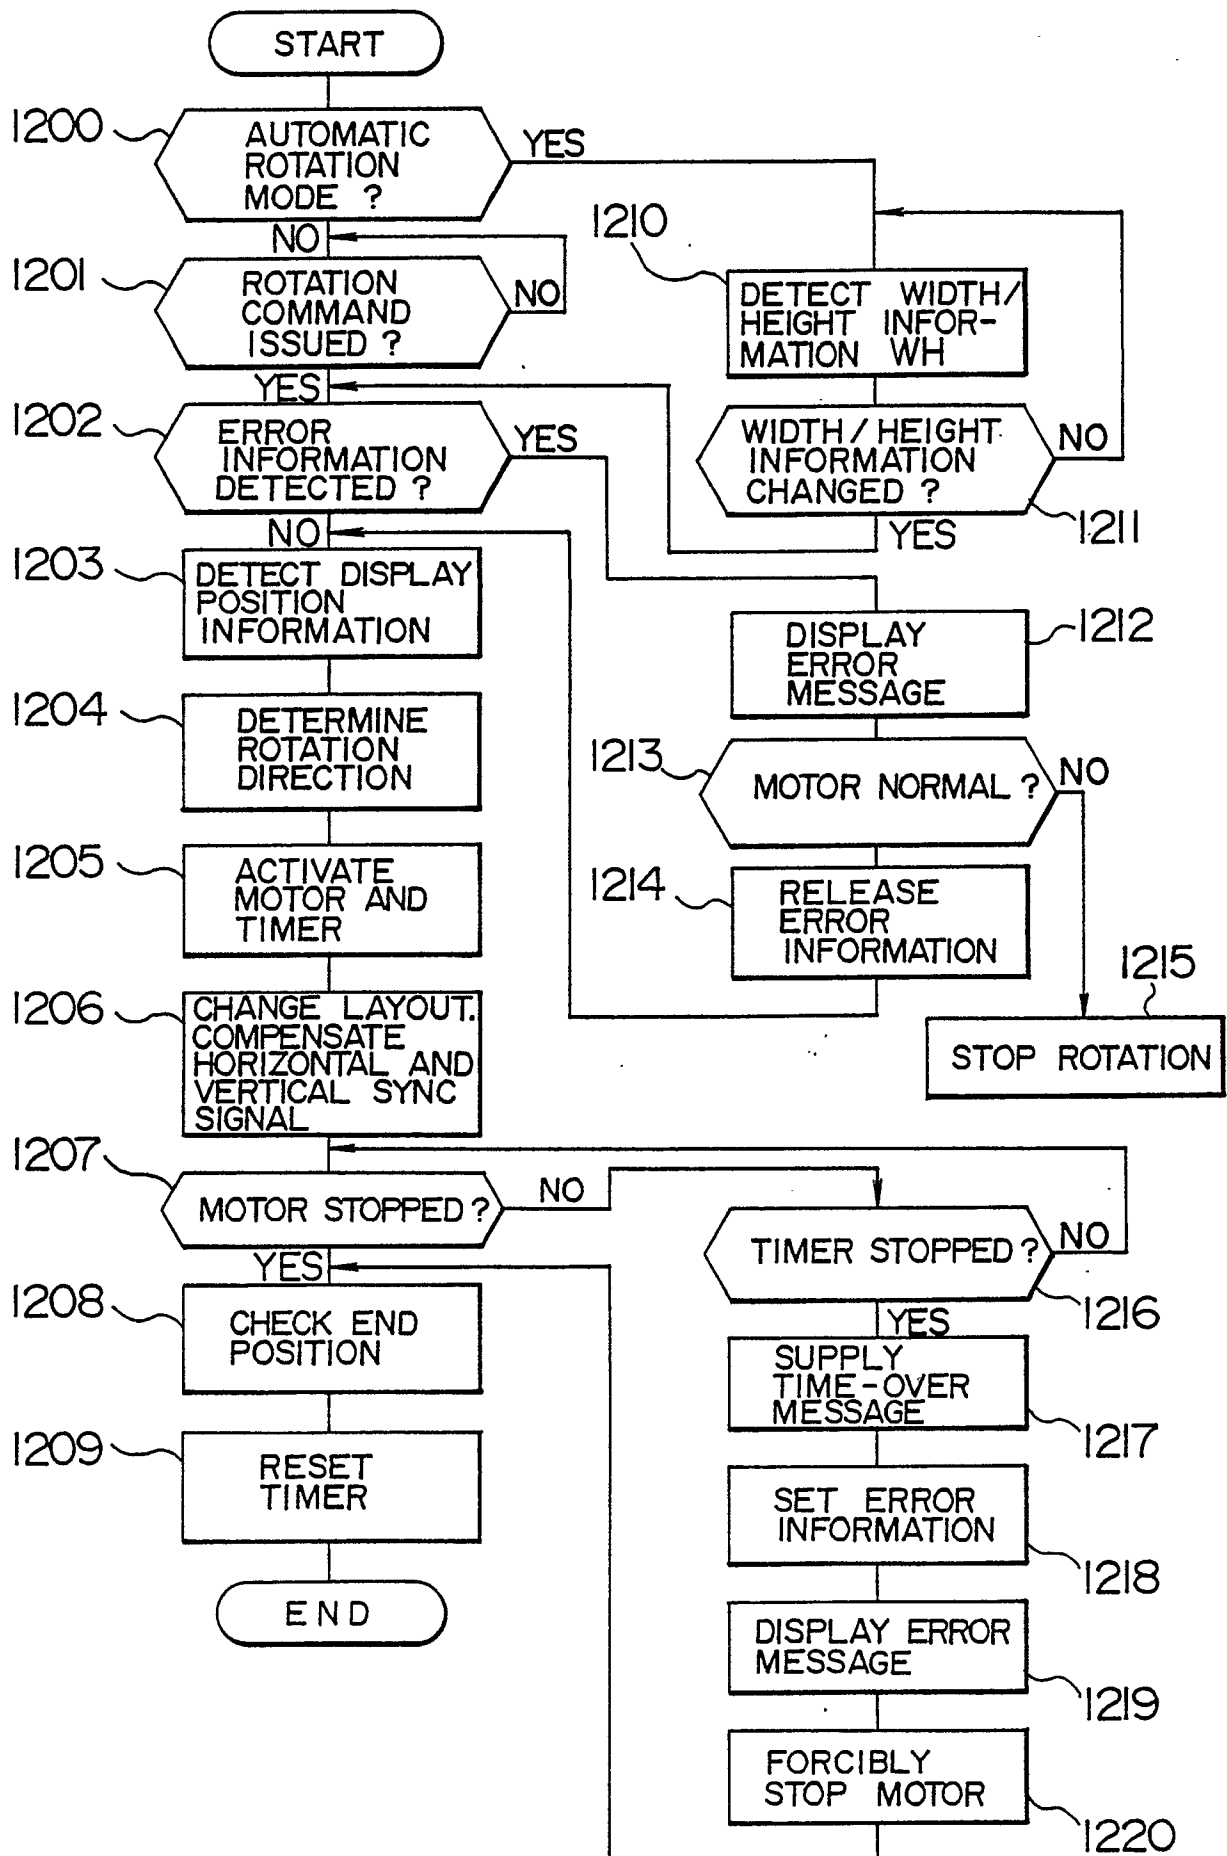 START
1200
AUTOMATIC
ROTATION
MODE ?
YES
NO
1201
ROTATION
COMMAND
ISSUED ?
NO
YES
1210
DETECT WIDTH/
HEIGHT INFOR-
MATION WH
1202
ERROR
INFORMATION
DETECTED ?
YES
NO
WIDTH / HEIGHT
INFORMATION
CHANGED ?
NO
1211
YES
1203
DETECT DISPLAY
POSITION
INFORMATION
1212
DISPLAY
ERROR
MESSAGE
1204
DETERMINE
ROTATION
DIRECTION
1213
MOTOR NORMAL ?
NO
1205
ACTIVATE
MOTOR AND
TIMER
1214
RELEASE
ERROR
INFORMATION
1215
STOP ROTATION
1206
CHANGE LAYOUT.
COMPENSATE
HORIZONTAL AND
VERTICAL SYNC
SIGNAL
1207
MOTOR STOPPED ?
NO
YES
TIMER STOPPED ?
NO
1216
YES
1208
CHECK END
POSITION
SUPPLY
TIME-OVER
MESSAGE
1217
1209
RESET
TIMER
SET ERROR
INFORMATION
1218
END
DISPLAY ERROR
MESSAGE
1219
FORCIBLY
STOP MOTOR
1220